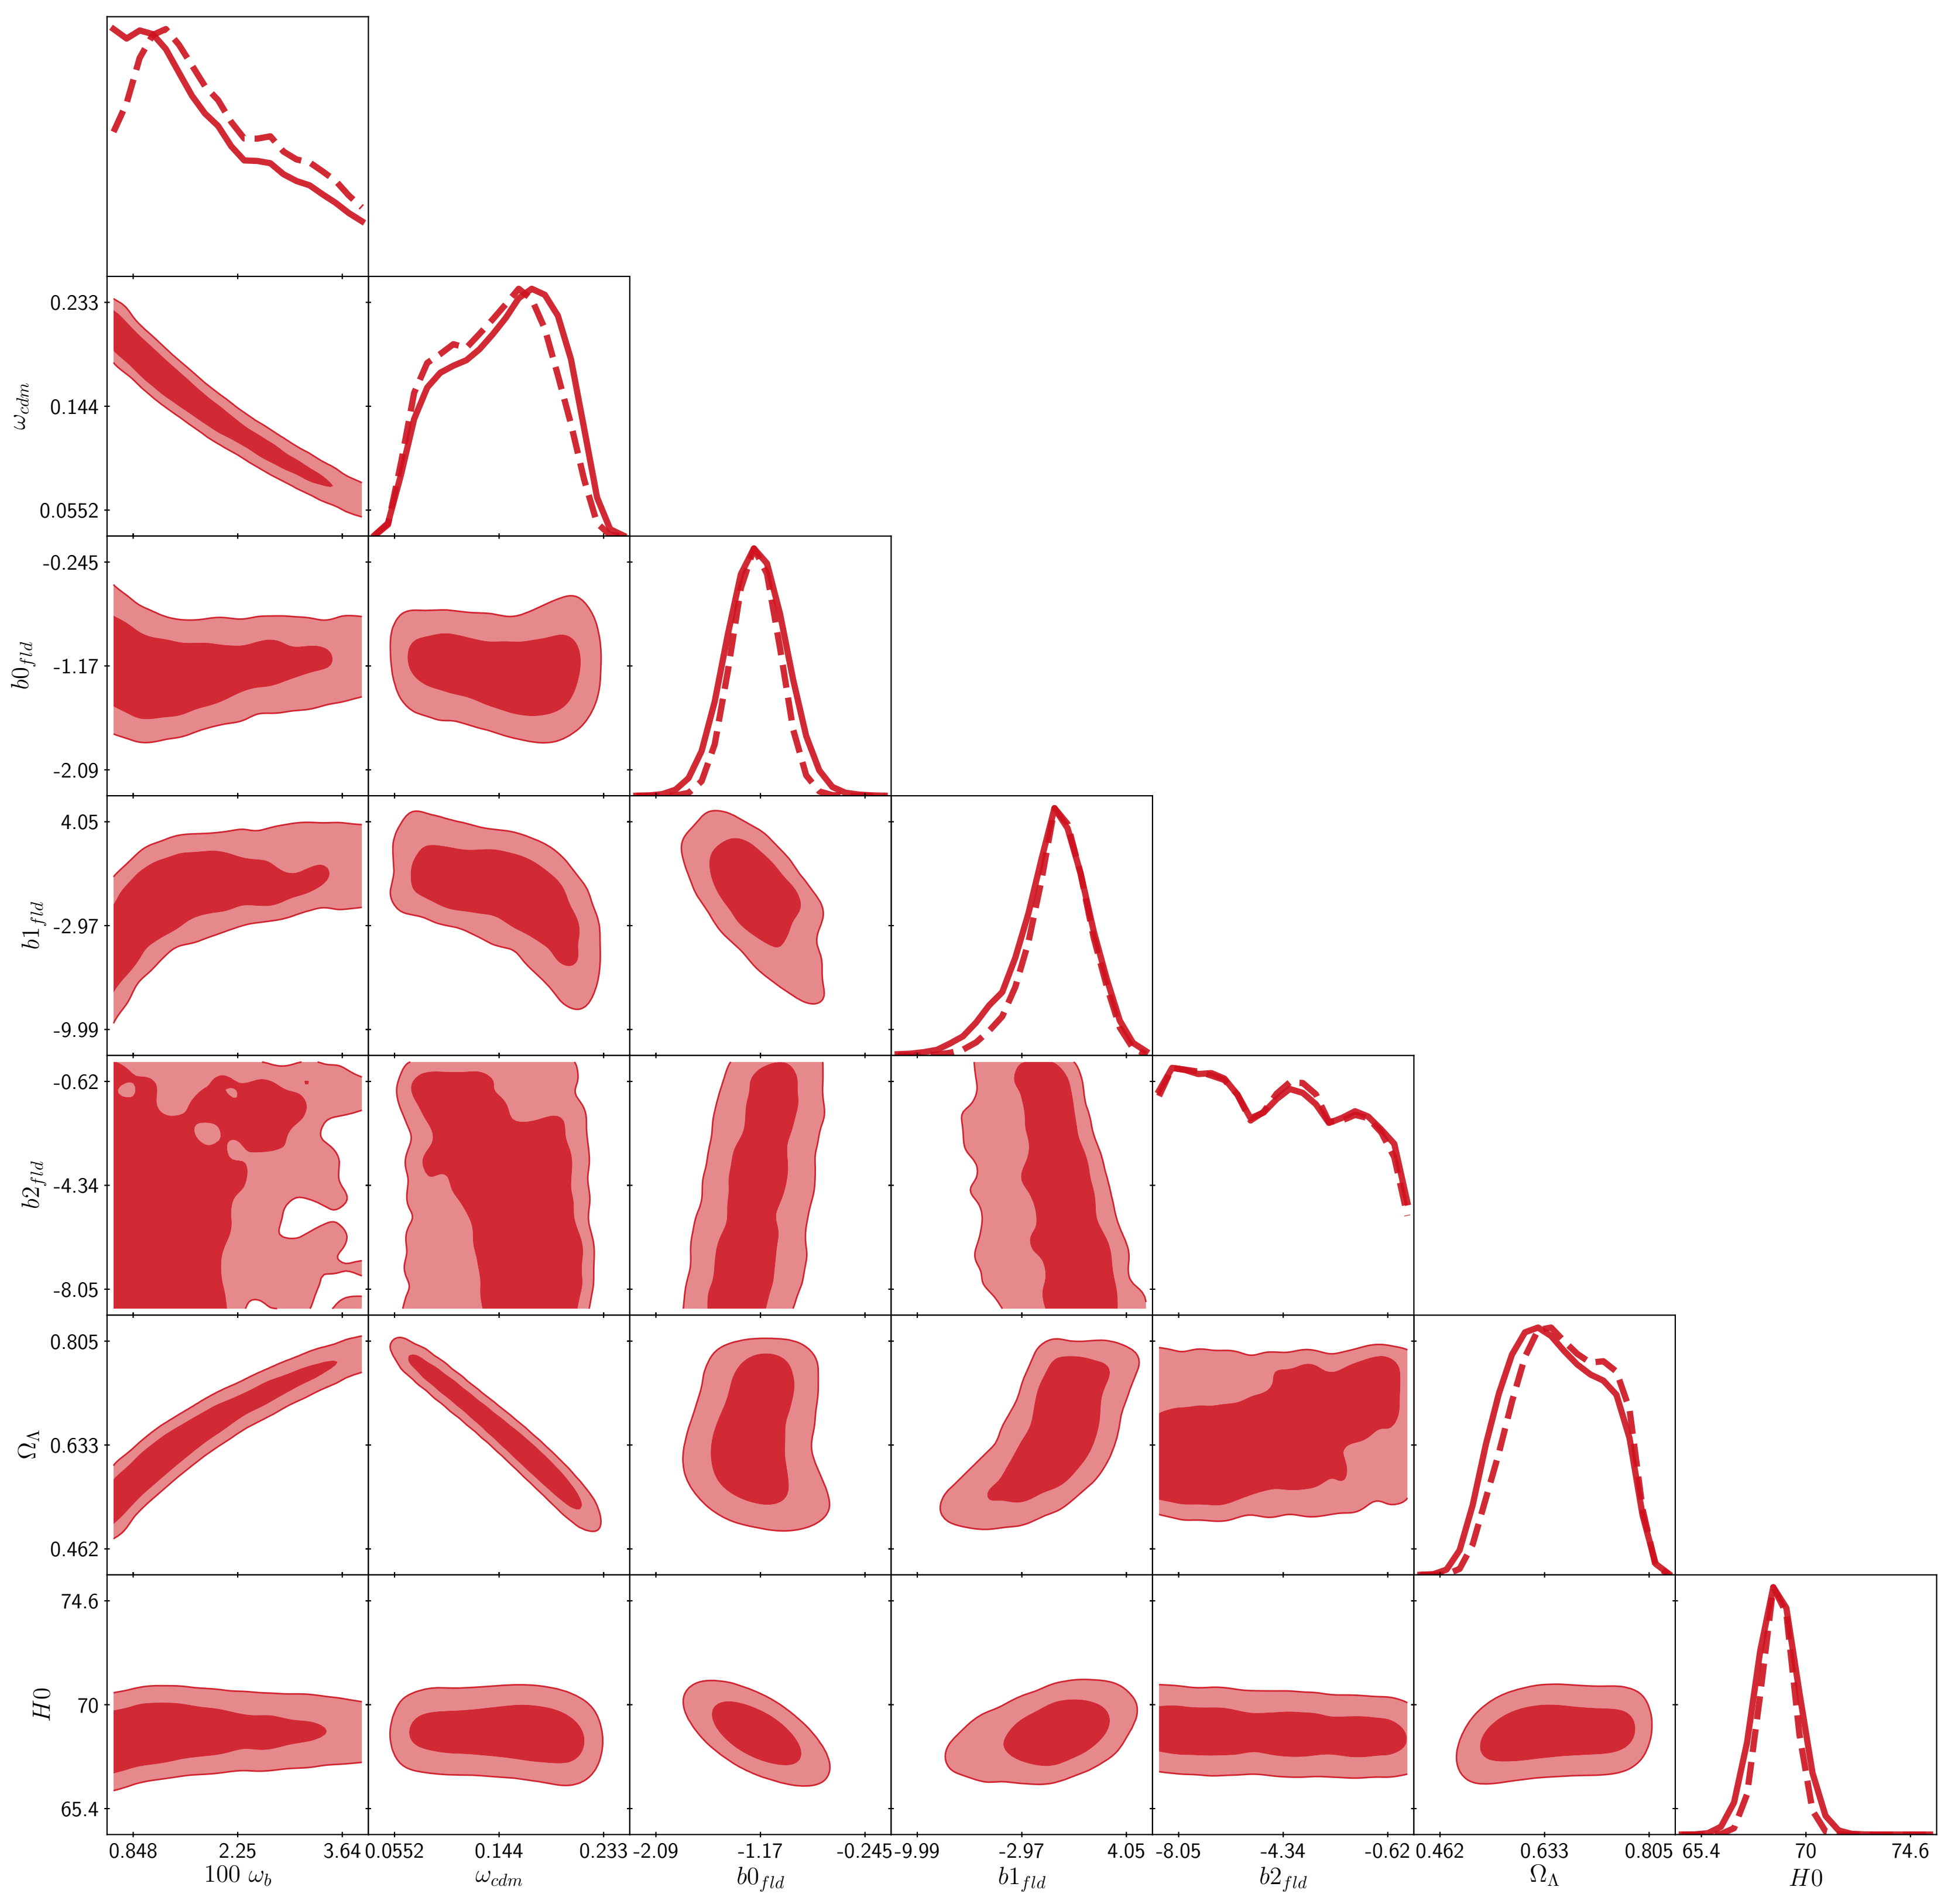 0.233
0.144
0.0552
ω_cdm
-0.245
-1.17
-2.09
b0_fld
4.05
-2.97
-9.99
b1_fld
-0.62
-4.34
-8.05
b2_fld
0.805
0.633
0.462
Ω_Λ
74.6
70
65.4
H0
0.848 2.25 3.64 0.0552 0.144 0.233 -2.09 -1.17 -0.245 -9.99 -2.97 4.05 -8.05 -4.34 -0.62 0.462 0.633 0.805 65.4 70 74.6
100 ω_b ω_cdm b0_fld b1_fld b2_fld Ω_Λ H0